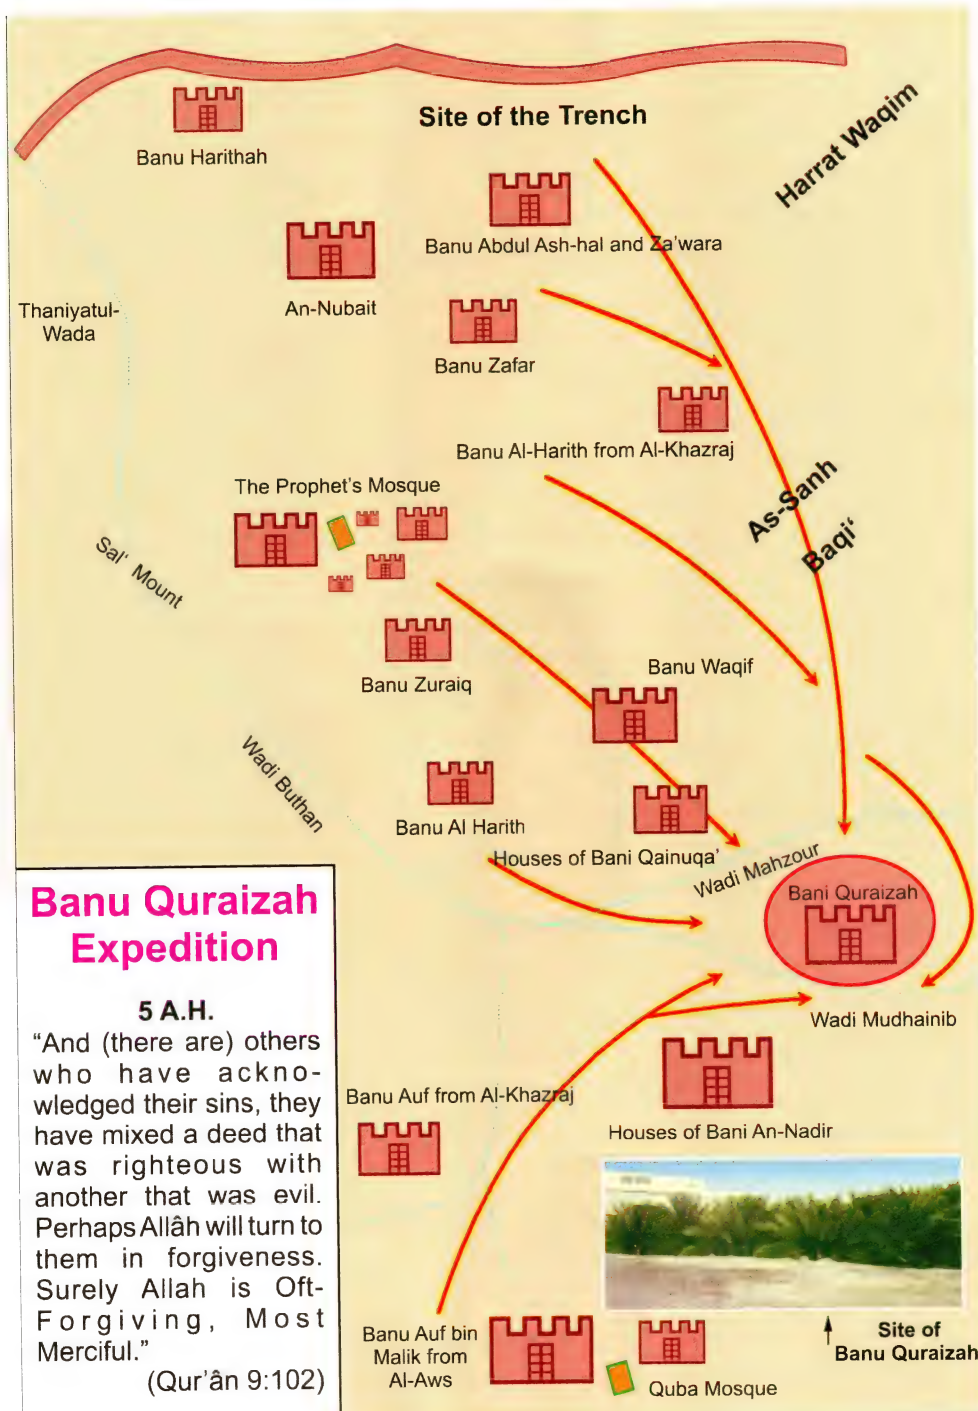 Site of the Trench
Harrat Waqim
Banu Harithah
Banu Abdul Ash-hal and Za'wara
An-Nubait
Thaniyatul-
Wada
Banu Zafar
Banu Al-Harith from Al-Khazraj
The Prophet's Mosque
As-Sanh
Baqi‘
Sal‘ Mount
Banu Zuraiq
Banu Waqif
Wadi Buthan
Banu Al Harith
Houses of Bani Qainuqa’
Wadi Mahzour
Bani Quraizah
Wadi Mudhainib
Banu Auf from Al-Khazraj
Houses of Bani An-Nadir
Banu Auf bin
Malik from
Al-Aws
Quba Mosque
Site of
Banu Quraizah
Banu Quraizah
Expedition
5 A.H.
“And (there are) others
who have ackno-
wledged their sins, they
have mixed a deed that
was righteous with
another that was evil.
Perhaps Allâh will turn to
them in forgiveness.
Surely Allah is Oft-
Forgiving, Most
Merciful.”
(Qur’ân 9:102)